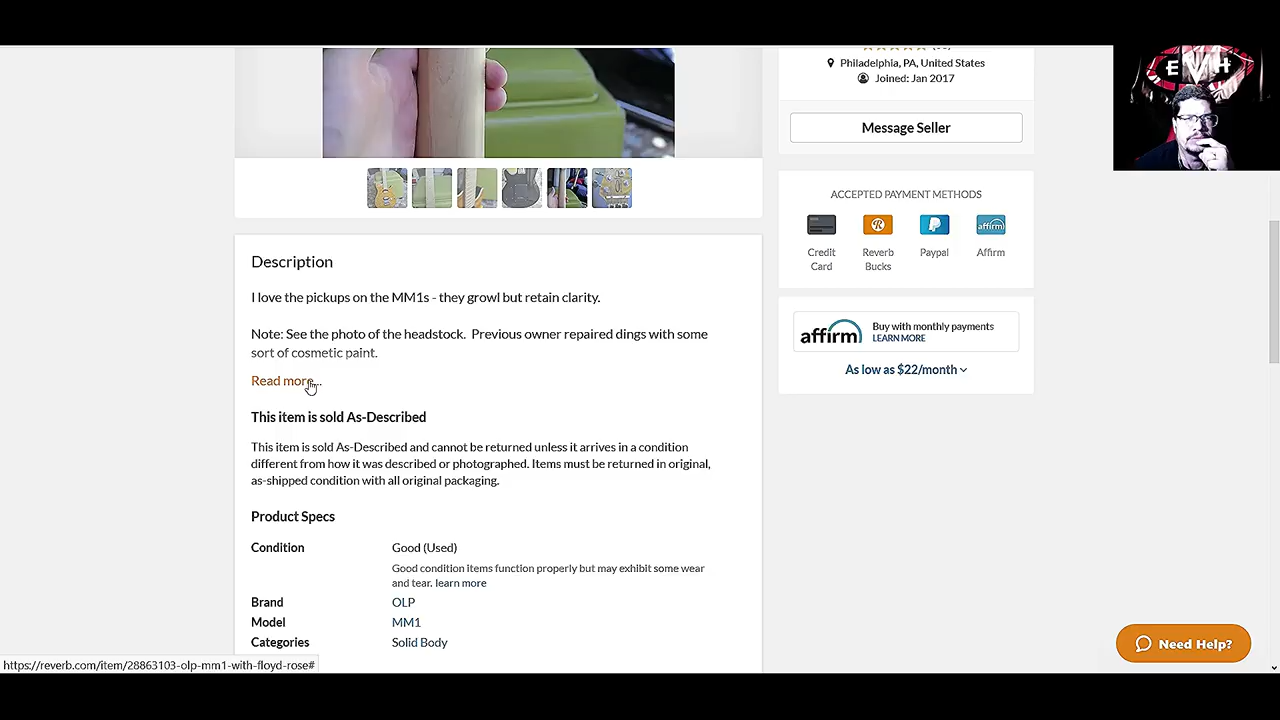 Philadelphia, PA, United States
Joined: Jan 2017
Message Seller
ACCEPTED PAYMENT METHODS
Credit Card
Reverb Bucks
Paypal
affirm
Affirm
affirm
Buy with monthly payments
LEARN MORE
As low as $22/month
Description
I love the pickups on the MM1s - they growl but retain clarity.
Note: See the photo of the headstock. Previous owner repaired dings with some
sort of cosmetic paint.
Read more...
This item is sold As-Described
This item is sold As-Described and cannot be returned unless it arrives in a condition
different from how it was described or photographed. Items must be returned in original,
as-shipped condition with all original packaging.
Product Specs
Condition
Good (Used)
Good condition items function properly but may exhibit some wear
and tear. learn more
Brand
OLP
Model
MM1
Categories
Solid Body
Need Help?
https://reverb.com/item/28863103-olp-mm1-with-floyd-rose#
EVH